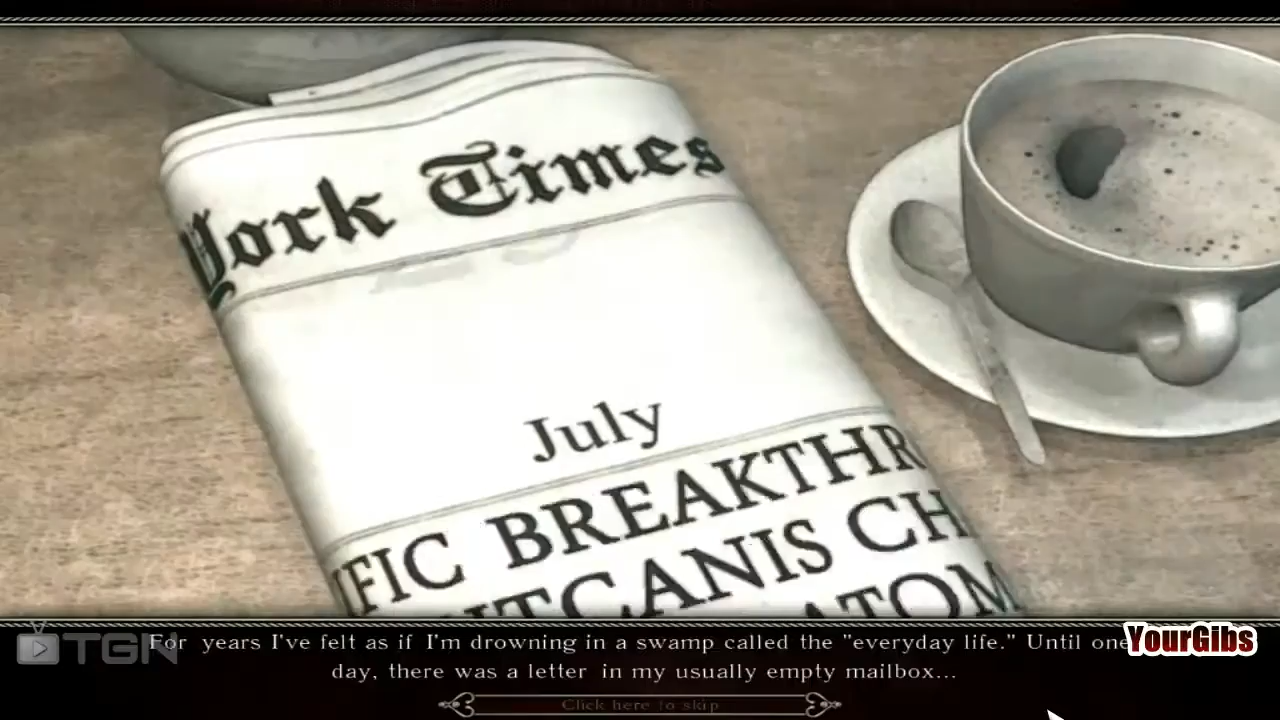 York Times
July
IFIC BREAKTHR
NTCANIS CH
ATOM
TGN
For years I've felt as if I'm drowning in a swamp called the "everyday life." Until one
YourGibs
day, there was a letter in my usually empty mailbox...
Click here to skip